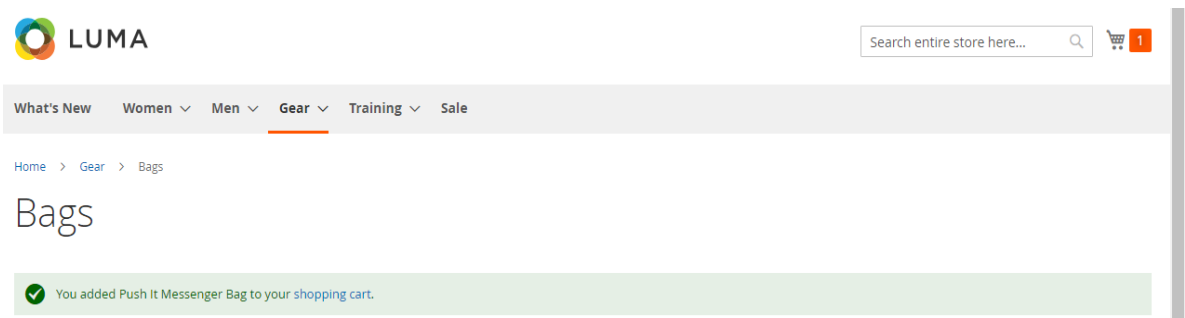 LUMA
Search entire store here...
1
What's New Women Men Gear Training Sale
Home > Gear > Bags
Bags
You added Push It Messenger Bag to your shopping cart.